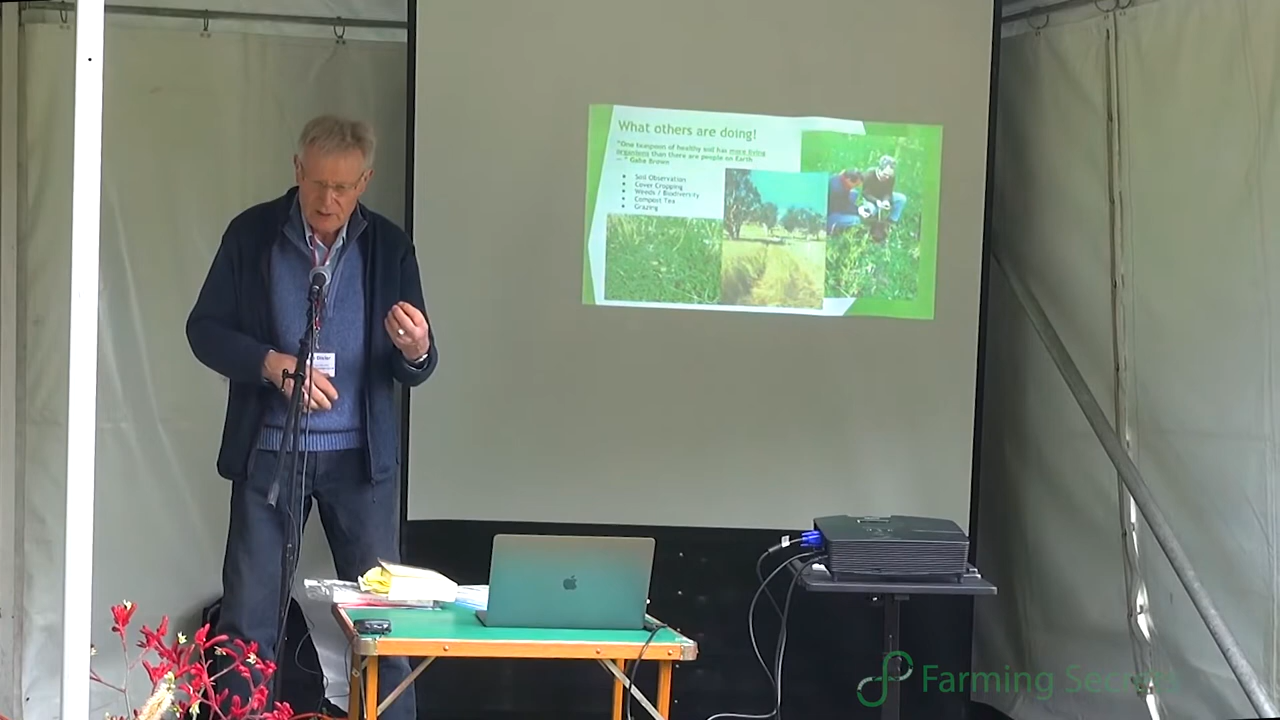 What others are doing!
"One teaspoon of healthy soil has more living
organisms than there are people on Earth
– " Gabe Brown
Soil Observation
Cover Cropping
Weeds / Biodiversity
Compost Tea
Grazing
Farming